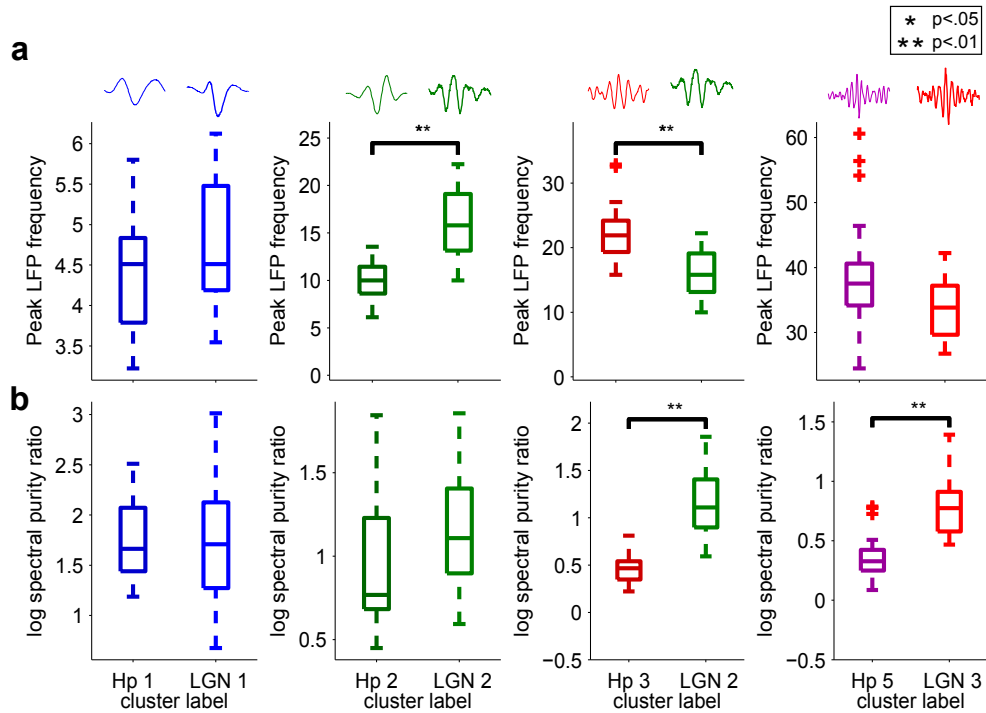 * p<.05
** p<.01
a
Peak LFP frequency
6
5.5
5
4.5
4
3.5
**
Peak LFP frequency
25
20
15
10
5
0
**
Peak LFP frequency
30
20
10
0
Peak LFP frequency
60
50
40
30
b
log spectral purity ratio
3
2.5
2
1.5
1
Hp 1 LGN 1
cluster label
log spectral purity ratio
1.5
1
0.5
Hp 2 LGN 2
cluster label
**
log spectral purity ratio
2
1.5
1
0.5
0
−0.5
Hp 3 LGN 2
cluster label
**
log spectral purity ratio
1.5
1
0.5
0
−0.5
Hp 5 LGN 3
cluster label